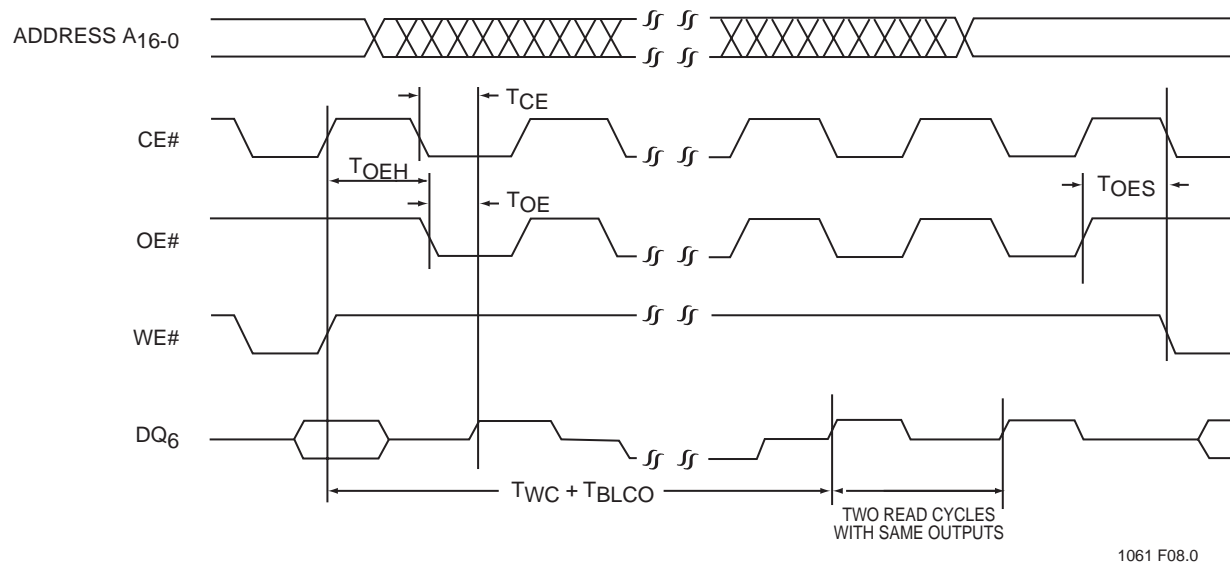 ADDRESS A16-0
TCE
CE#
TOEH
TOES
TOE
OE#
WE#
DQ6
TWC + TBLCO
TWO READ CYCLES
WITH SAME OUTPUTS
1061 F08.0